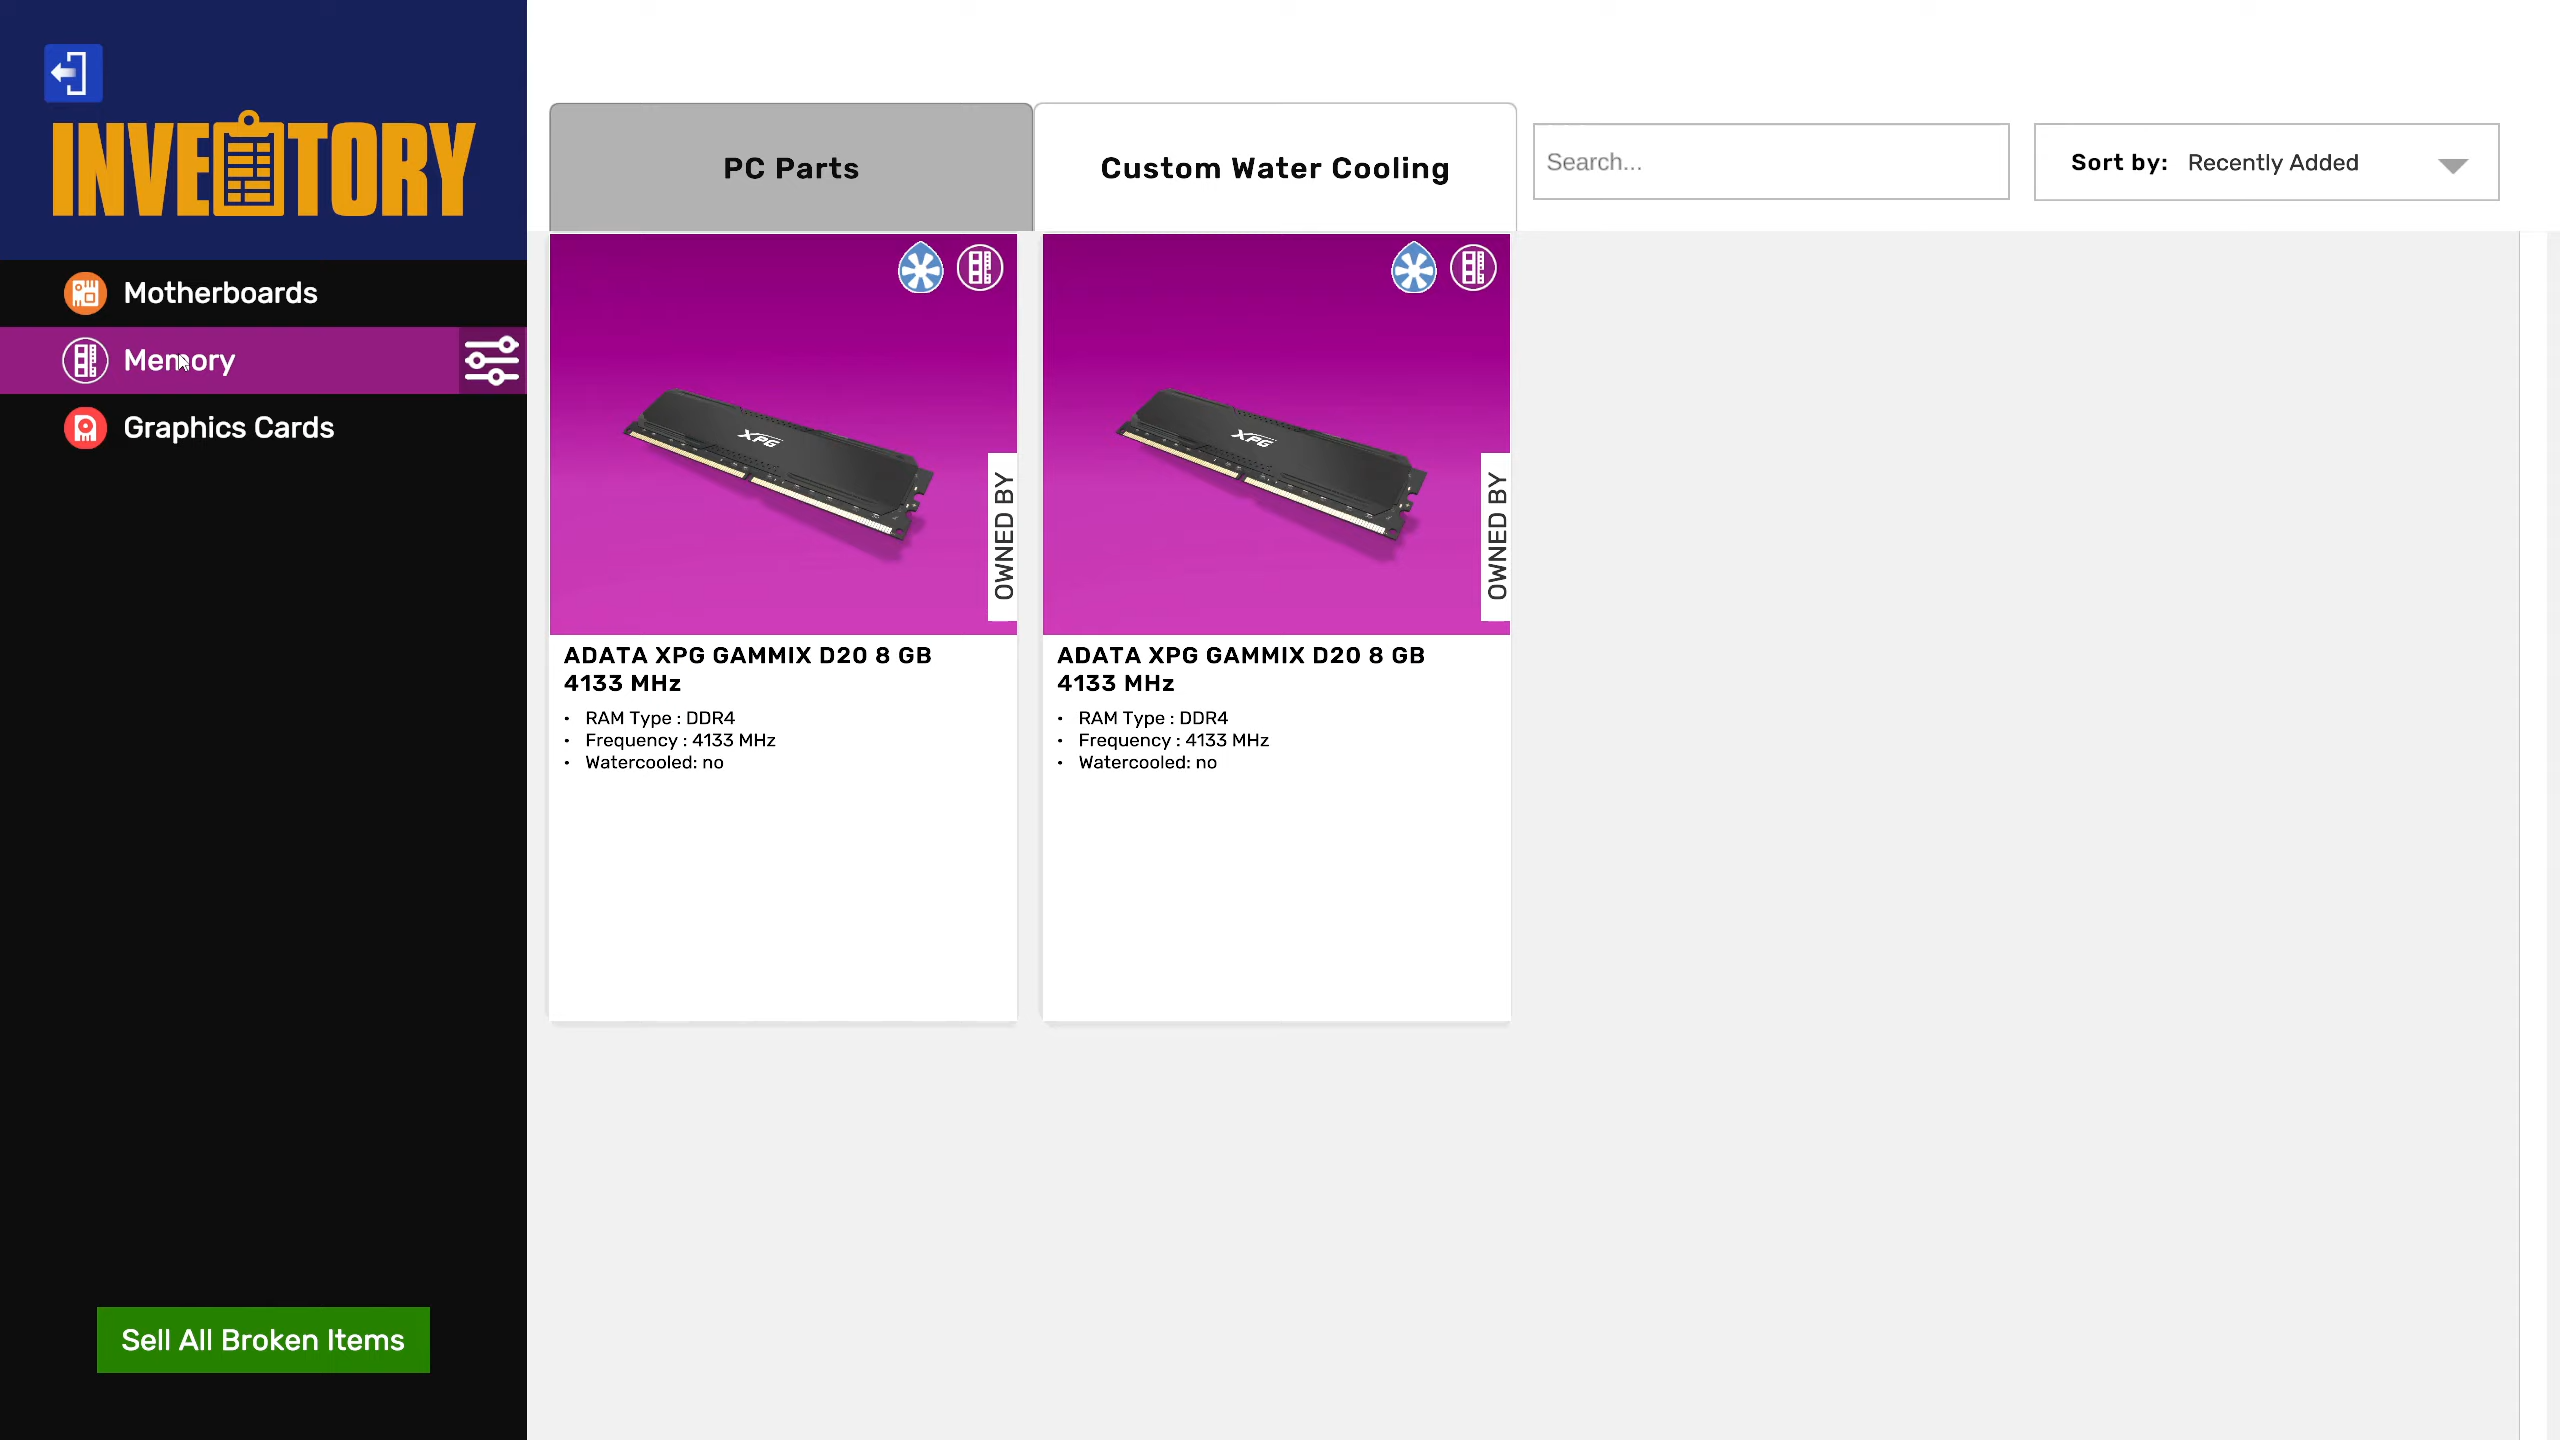 INVENTORY
Motherboards
Memory
Graphics Cards
Sell All Broken Items
PC Parts
Custom Water Cooling
Search...
Sort by: Recently Added
XPG
OWNED BY
ADATA XPG GAMMIX D20 8 GB
4133 MHz
• RAM Type : DDR4
• Frequency : 4133 MHz
• Watercooled: no
XPG
OWNED BY
ADATA XPG GAMMIX D20 8 GB
4133 MHz
• RAM Type : DDR4
• Frequency : 4133 MHz
• Watercooled: no